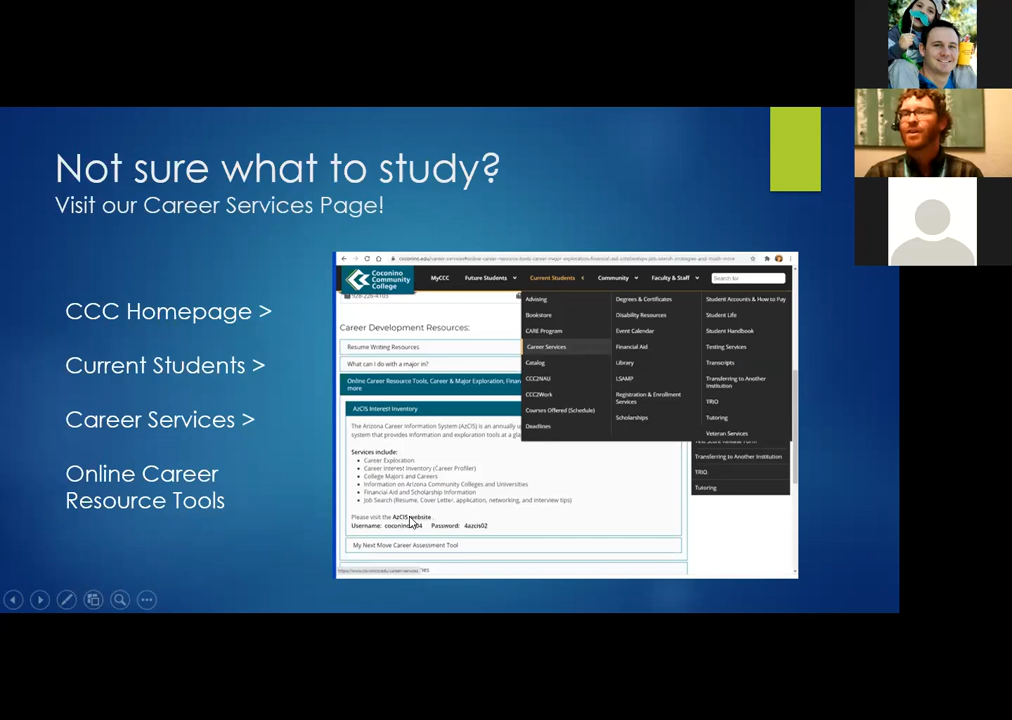 Not sure what to study?
Visit our Career Services Page!
CCC Homepage >
Current Students >
Career Services >
Online Career
Resource Tools
Coconino
Community
College
MyCCC
Future Students
Current Students
Community
Faculty & Staff
Search for
928-226-4103
Career Development Resources:
Resume Writing Resources
What can I do with a major in?
Online Career Resource Tools, Career & Major Exploration, Finan
more
AzCIS Interest Inventory
The Arizona Career Information System (AzCIS) is an annually u
system that provides information and exploration tools at a gla
Services include:
Career Exploration
Career Interest Inventory (Career Profiler)
College Majors and Careers
Information on Arizona Community Colleges and Universities
Financial Aid and Scholarship Information
Job Search (Resume, Cover Letter, application, networking, and interview tips)
Please visit the AzCIS website
Username: Password: 4azcis02
My Next Move Career Assessment Tool
Advising
Bookstore
CARE Program
Career Services
Catalog
CCC2NAU
CCC2Work
Courses Offered (Schedule)
Deadlines
Degrees & Certificates
Disability Resources
Event Calendar
Financial Aid
Library
LSAMP
Registration & Enrollment
Services
Scholarships
Student Accounts & How to Pay
Student Life
Student Handbook
Testing Services
Transcripts
Transferring to Another
Institution
TRIO
Tutoring
Veteran Services
Transferring to Another Institution
TRIO
Tutoring